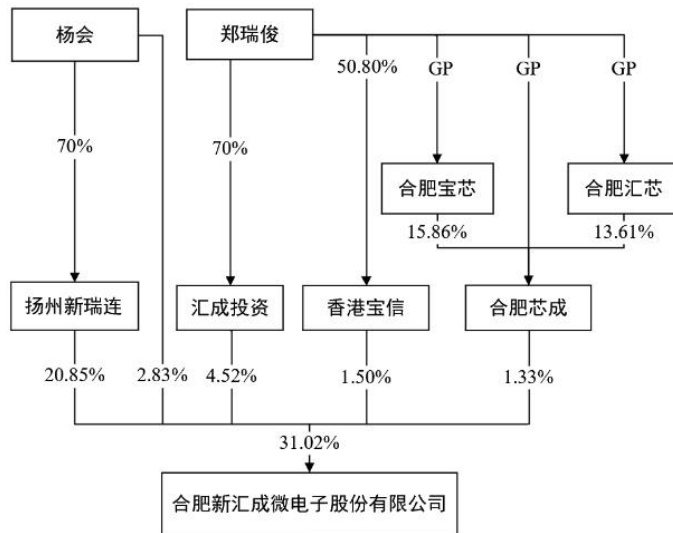 杨会
郑瑞俊
50.80%
GP
GP
GP
70%
70%
合肥宝芯
合肥汇芯
15.86%
13.61%
扬州新瑞连
汇成投资
香港宝信
合肥芯成
20.85%
2.83%
4.52%
1.50%
1.33%
31.02%
合肥新汇成微电子股份有限公司